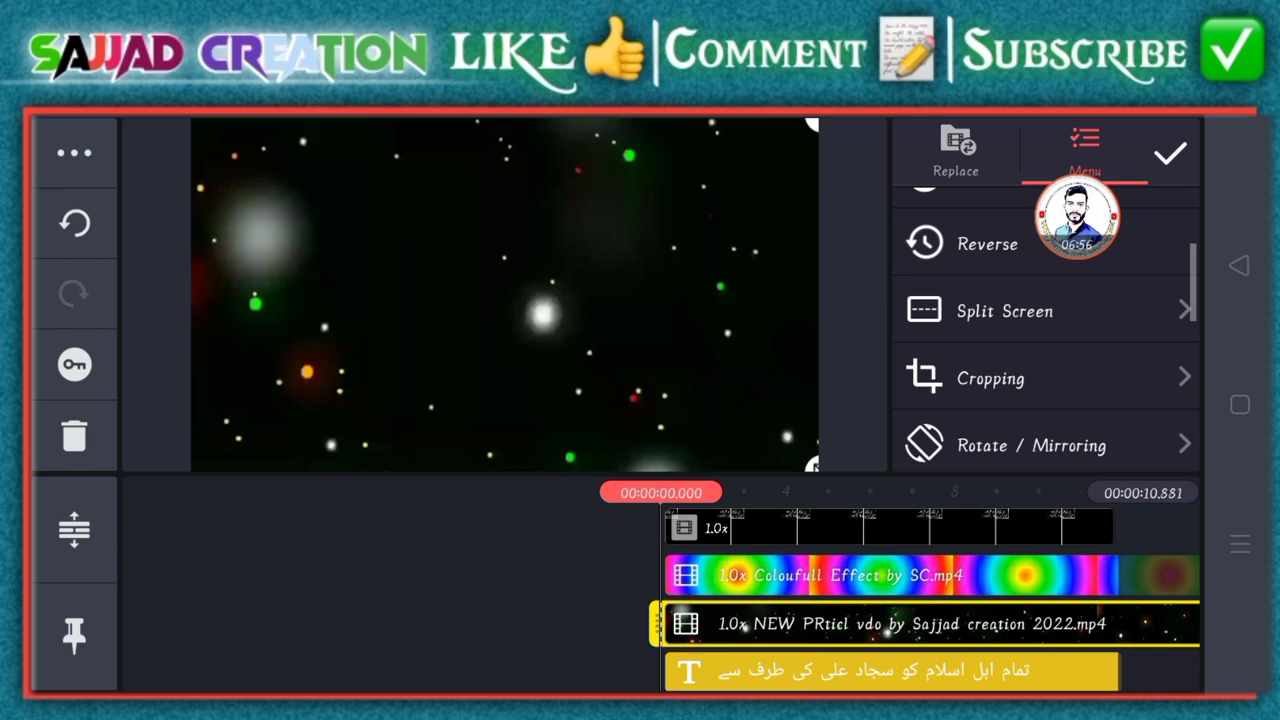 SAJJAD CREATION LIKE | COMMENT | SUBSCRIBE
Replace
Menu
06:56
Reverse
Split Screen
Cropping
Rotate / Mirroring
00:00:00.000
4
8
00:00:10.881
1.0x
1.0x Coloufull Effect by SC.mp4
1.0x NEW PRticl vdo by Sajjad creation 2022.mp4
T تمام اہل اسلام کو سجاد علی کی طرف سے